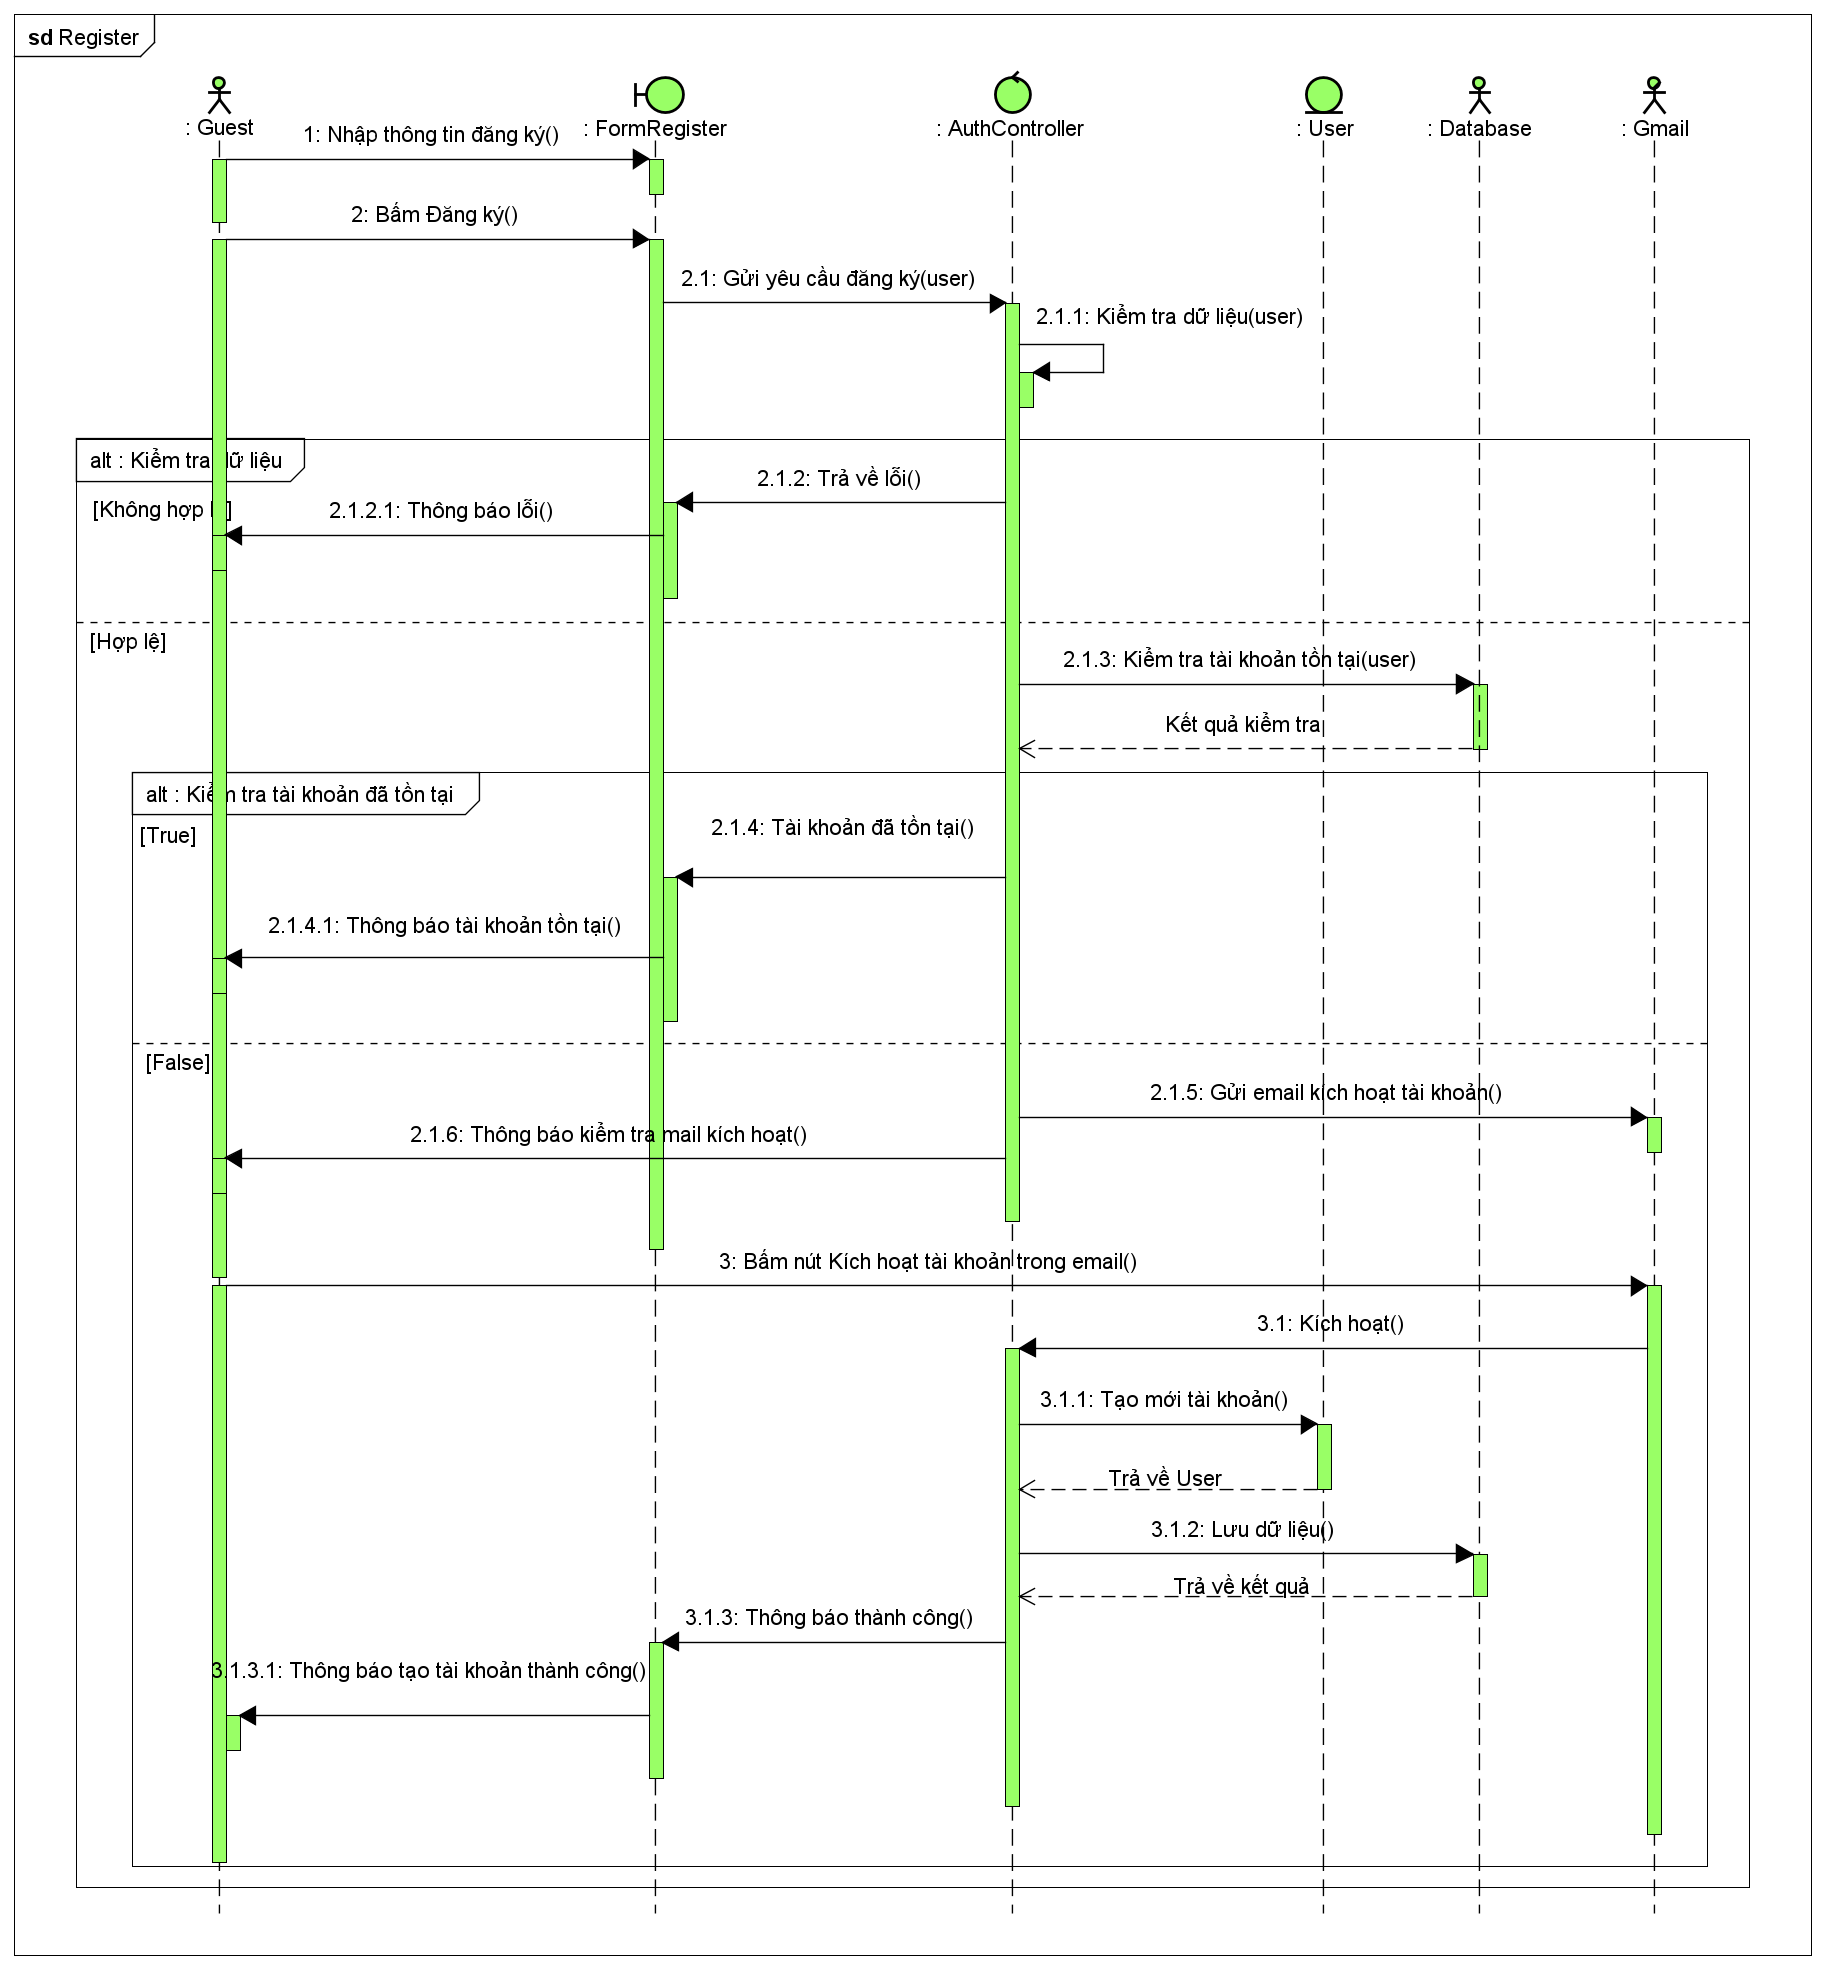 sd Register
: Guest
: FormRegister
: AuthController
: User
: Database
: Gmail
1: Nhập thông tin đăng ký()
2: Bấm Đăng ký()
2.1: Gửi yêu cầu đăng ký(user)
2.1.1: Kiểm tra dữ liệu(user)
alt : Kiểm tra dữ liệu
[Không hợp lệ]
2.1.2: Trả về lỗi()
2.1.2.1: Thông báo lỗi()
[Hợp lệ]
2.1.3: Kiểm tra tài khoản tồn tại(user)
Kết quả kiểm tra
alt : Kiểm tra tài khoản đã tồn tại
[True]
2.1.4: Tài khoản đã tồn tại()
2.1.4.1: Thông báo tài khoản tồn tại()
[False]
2.1.5: Gửi email kích hoạt tài khoản()
2.1.6: Thông báo kiểm tra mail kích hoạt()
3: Bấm nút Kích hoạt tài khoản trong email()
3.1: Kích hoạt()
3.1.1: Tạo mới tài khoản()
Trả về User
3.1.2: Lưu dữ liệu()
Trả về kết quả
3.1.3: Thông báo thành công()
3.1.3.1: Thông báo tạo tài khoản thành công()